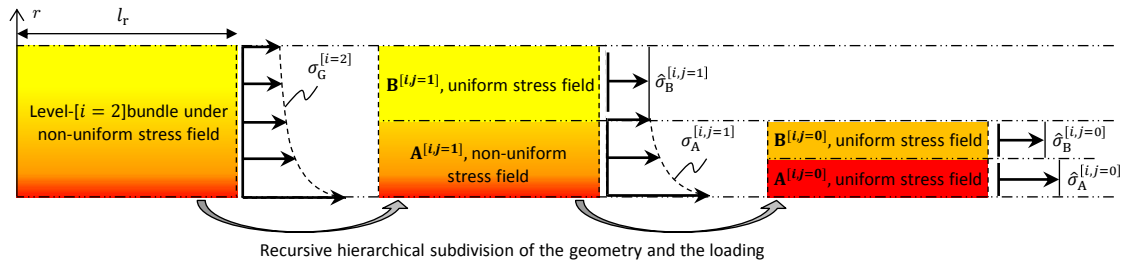 r
l_r
Level-[i = 2]bundle under
non-uniform stress field
σ_G^[i=2]
B^[i,j=1], uniform stress field
A^[i,j=1], non-uniform
stress field
σ̂_B^[i,j=1]
σ_A^[i,j=1]
B^[i,j=0], uniform stress field
A^[i,j=0], uniform stress field
σ̂_B^[i,j=0]
σ̂_A^[i,j=0]
Recursive hierarchical subdivision of the geometry and the loading